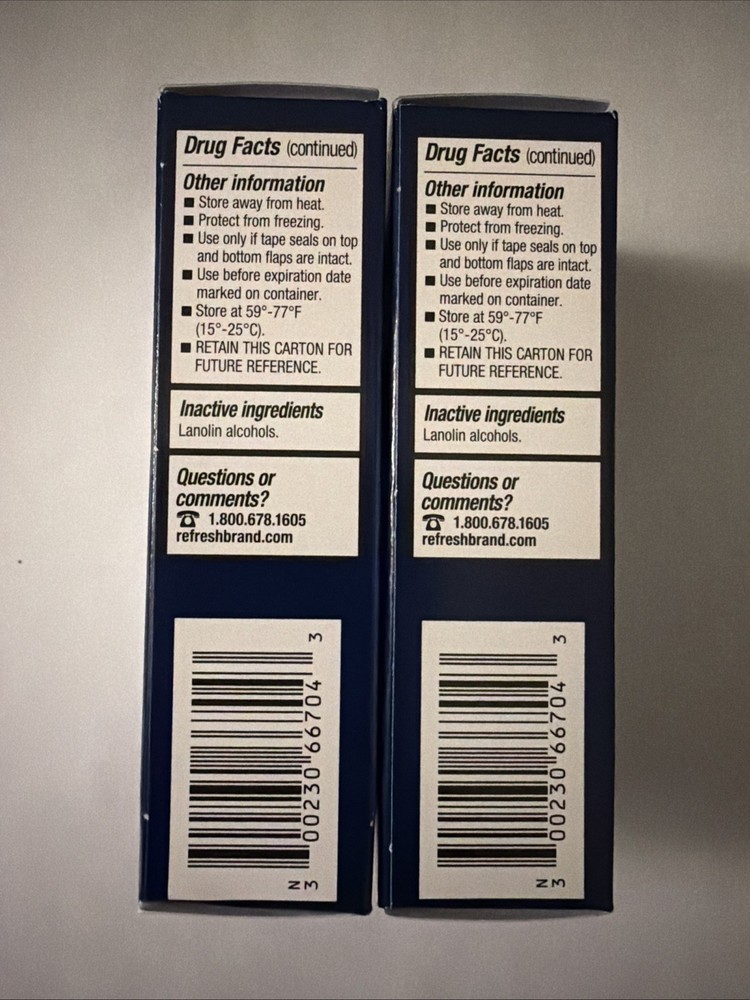 Drug Facts (continued)
Other information
■ Store away from heat.
■ Protect from freezing.
■ Use only if tape seals on top
and bottom flaps are intact.
■ Use before expiration date
marked on container.
■ Store at 59°-77°F
(15°-25°C).
■ RETAIN THIS CARTON FOR
FUTURE REFERENCE.
Inactive ingredients
Lanolin alcohols.
Questions or
comments?
☎ 1.800.678.1605
refreshbrand.com
N
3 00230 66704 3
Drug Facts (continued)
Other information
■ Store away from heat.
■ Protect from freezing.
■ Use only if tape seals on top
and bottom flaps are intact.
■ Use before expiration date
marked on container.
■ Store at 59°-77°F
(15°-25°C).
■ RETAIN THIS CARTON FOR
FUTURE REFERENCE.
Inactive ingredients
Lanolin alcohols.
Questions or
comments?
☎ 1.800.678.1605
refreshbrand.com
N
3 00230 66704 3